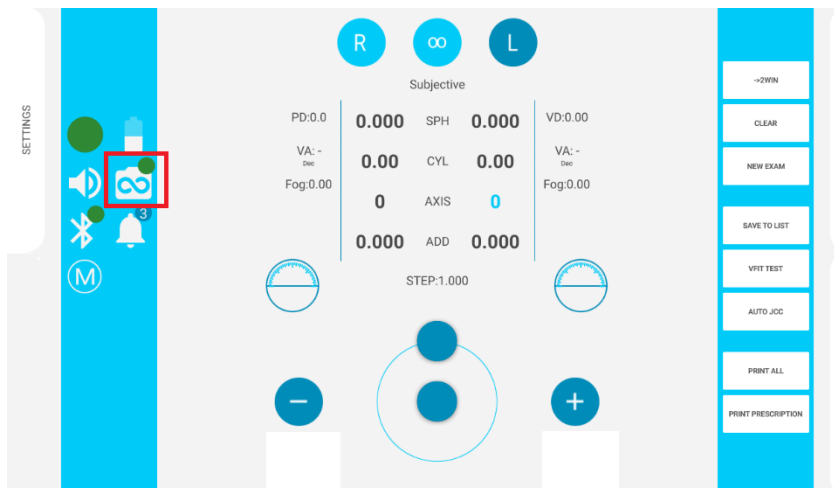 SETTINGS
3
M
R ∞ L
Subjective
PD:0.0 0.000 SPH 0.000 VD:0.00
VA: - 0.00 CYL 0.00 VA: -
Dec Dec
Fog:0.00 Fog:0.00
0 AXIS 0
0.000 ADD 0.000
STEP:1.000
− +
->2WIN
CLEAR
NEW EXAM
SAVE TO LIST
VFIT TEST
AUTO JCC
PRINT ALL
PRINT PRESCRIPTION